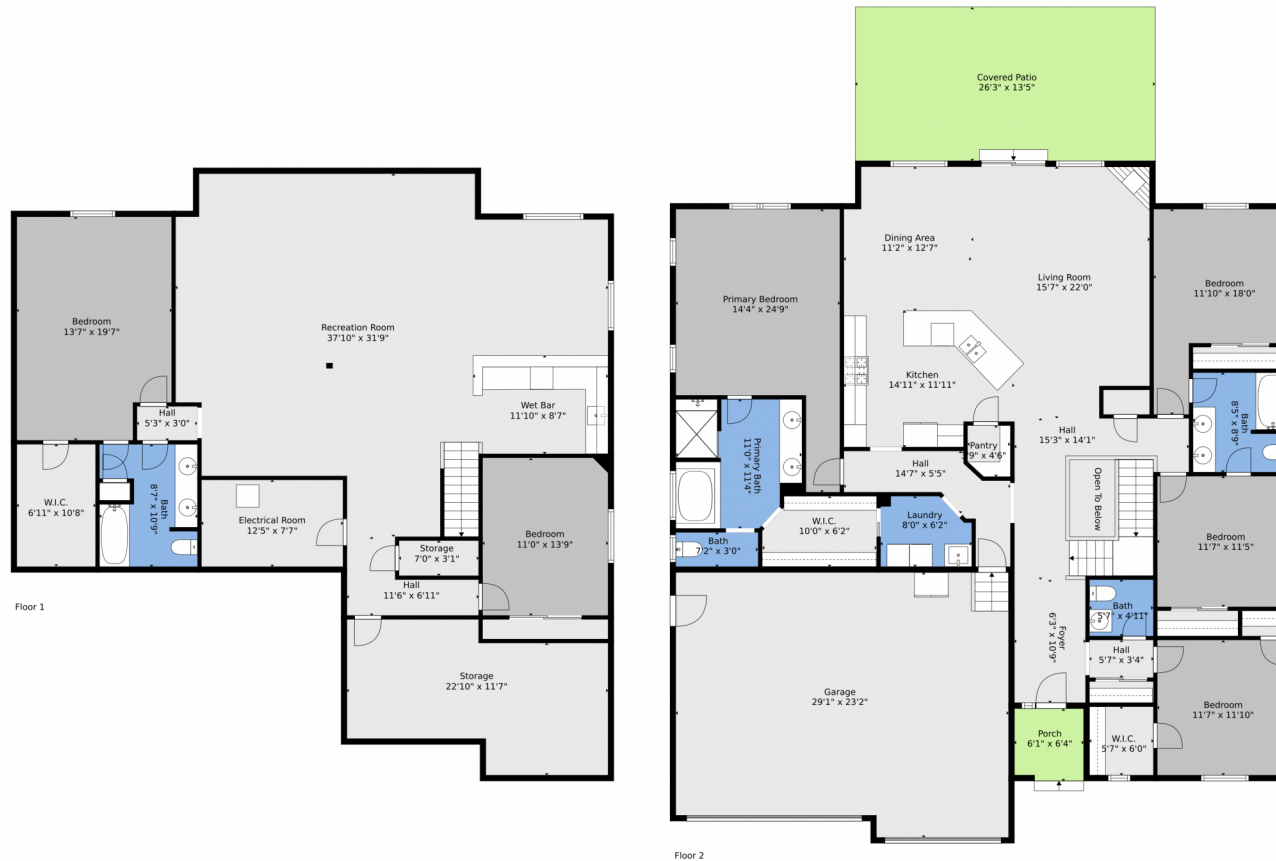 Covered Patio
26'3" x 13'5"
Bedroom
13'7" x 19'7"
Recreation Room
37'10" x 31'9"
Wet Bar
11'10" x 8'7"
Hall
5'3" x 3'0"
W.I.C.
6'11" x 10'8"
Bath
8'7" x 10'9"
Electrical Room
12'5" x 7'7"
Storage
7'0" x 3'1"
Bedroom
11'0" x 13'9"
Hall
11'6" x 6'11"
Storage
22'10" x 11'7"
Floor 1
Dining Area
11'2" x 12'7"
Living Room
15'7" x 22'0"
Primary Bedroom
14'4" x 24'9"
Bedroom
11'10" x 18'0"
Kitchen
14'11" x 11'11"
Bath
8'5" x 8'9"
Hall
15'3" x 14'1"
Pantry
'9" x 4'6"
Primary Bath
11'0" x 11'4"
Hall
14'7" x 5'5"
Open To Below
W.I.C.
10'0" x 6'2"
Laundry
8'0" x 6'2"
Bath
7'2" x 3'0"
Bedroom
11'7" x 11'5"
Bath
5'7" x 4'11"
Foyer
6'3" x 10'9"
Hall
5'7" x 3'4"
Garage
29'1" x 23'2"
Bedroom
11'7" x 11'10"
Porch
6'1" x 6'4"
W.I.C.
5'7" x 6'0"
Floor 2